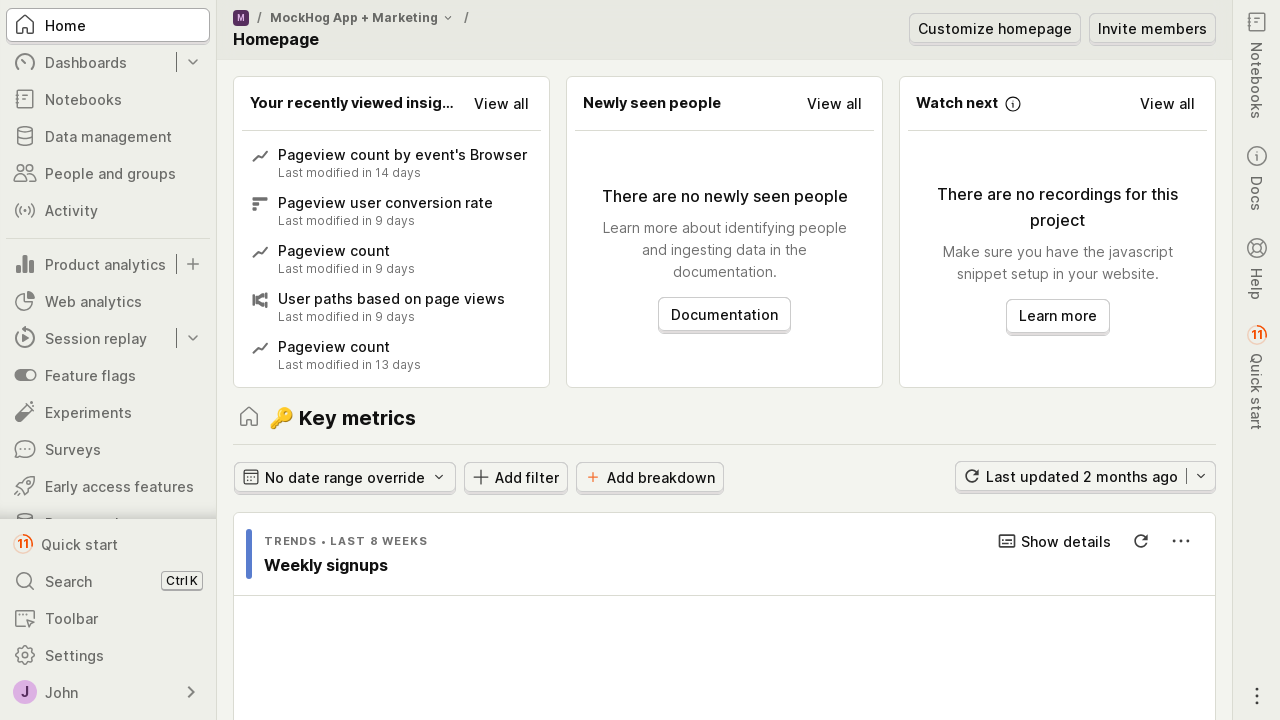 Home
Dashboards
Notebooks
Data management
People and groups
Activity
Product analytics
Web analytics
Session replay
Feature flags
Experiments
Surveys
Early access features
11 Quick start
Search Ctrl K
Toolbar
Settings
J John
M / MockHog App + Marketing /
Homepage
Customize homepage
Invite members
Your recently viewed insig...
View all
Pageview count by event's Browser
Last modified in 14 days
Pageview user conversion rate
Last modified in 9 days
Pageview count
Last modified in 9 days
User paths based on page views
Last modified in 9 days
Pageview count
Last modified in 13 days
Newly seen people
View all
There are no newly seen people
Learn more about identifying people
and ingesting data in the
documentation.
Documentation
Watch next
View all
There are no recordings for this
project
Make sure you have the javascript
snippet setup in your website.
Learn more
🔑 Key metrics
No date range override
Add filter
Add breakdown
Last updated 2 months ago
TRENDS • LAST 8 WEEKS
Weekly signups
Show details
Notebooks
Docs
Help
11
Quick start